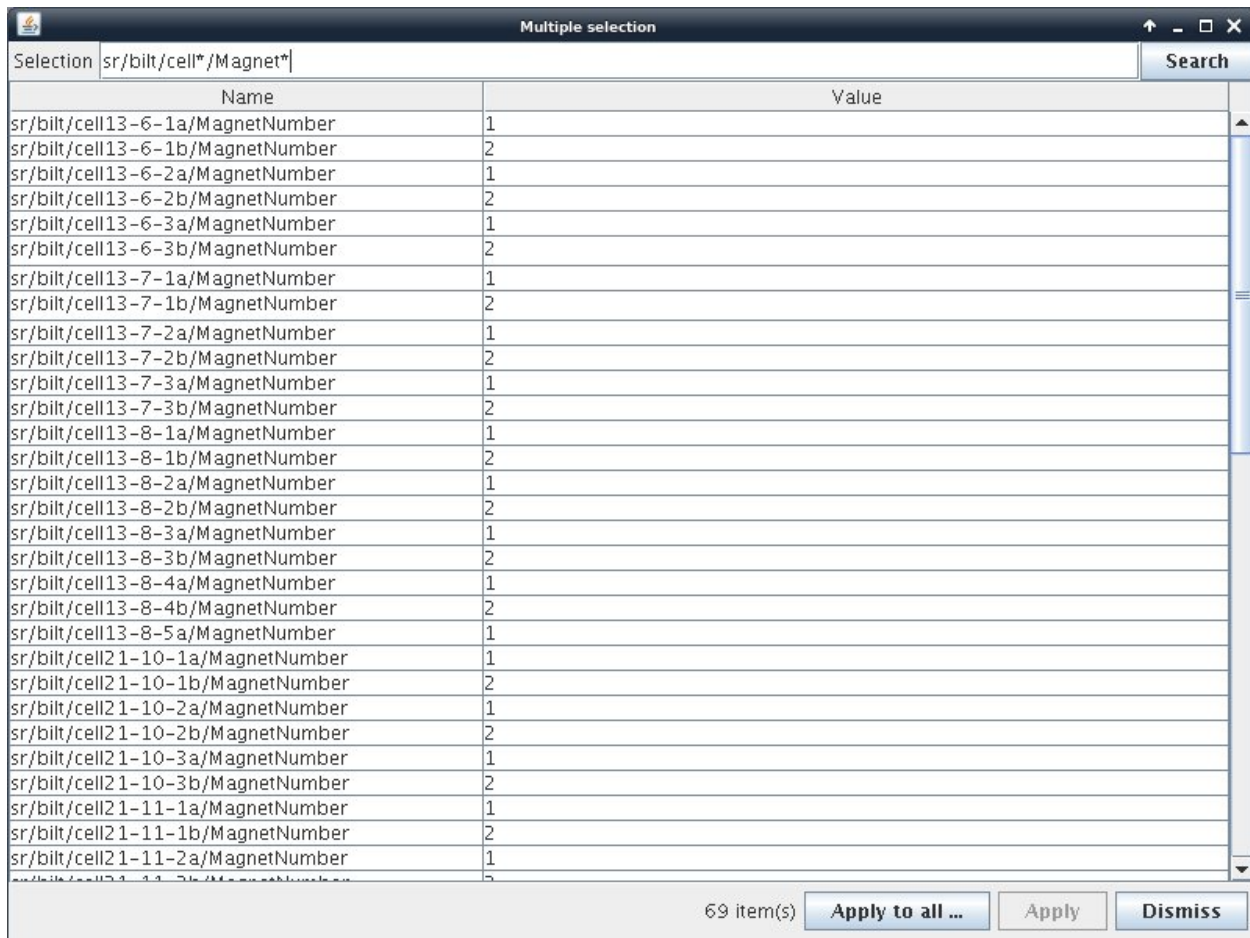 Multiple selection
Selection sr/bilt/cell*/Magnet* Search
Name Value
sr/bilt/cell13-6-1a/MagnetNumber 1
sr/bilt/cell13-6-1b/MagnetNumber 2
sr/bilt/cell13-6-2a/MagnetNumber 1
sr/bilt/cell13-6-2b/MagnetNumber 2
sr/bilt/cell13-6-3a/MagnetNumber 1
sr/bilt/cell13-6-3b/MagnetNumber 2
sr/bilt/cell13-7-1a/MagnetNumber 1
sr/bilt/cell13-7-1b/MagnetNumber 2
sr/bilt/cell13-7-2a/MagnetNumber 1
sr/bilt/cell13-7-2b/MagnetNumber 2
sr/bilt/cell13-7-3a/MagnetNumber 1
sr/bilt/cell13-7-3b/MagnetNumber 2
sr/bilt/cell13-8-1a/MagnetNumber 1
sr/bilt/cell13-8-1b/MagnetNumber 2
sr/bilt/cell13-8-2a/MagnetNumber 1
sr/bilt/cell13-8-2b/MagnetNumber 2
sr/bilt/cell13-8-3a/MagnetNumber 1
sr/bilt/cell13-8-3b/MagnetNumber 2
sr/bilt/cell13-8-4a/MagnetNumber 1
sr/bilt/cell13-8-4b/MagnetNumber 2
sr/bilt/cell13-8-5a/MagnetNumber 1
sr/bilt/cell21-10-1a/MagnetNumber 1
sr/bilt/cell21-10-1b/MagnetNumber 2
sr/bilt/cell21-10-2a/MagnetNumber 1
sr/bilt/cell21-10-2b/MagnetNumber 2
sr/bilt/cell21-10-3a/MagnetNumber 1
sr/bilt/cell21-10-3b/MagnetNumber 2
sr/bilt/cell21-11-1a/MagnetNumber 1
sr/bilt/cell21-11-1b/MagnetNumber 2
sr/bilt/cell21-11-2a/MagnetNumber 1
69 item(s) Apply to all ... Apply Dismiss